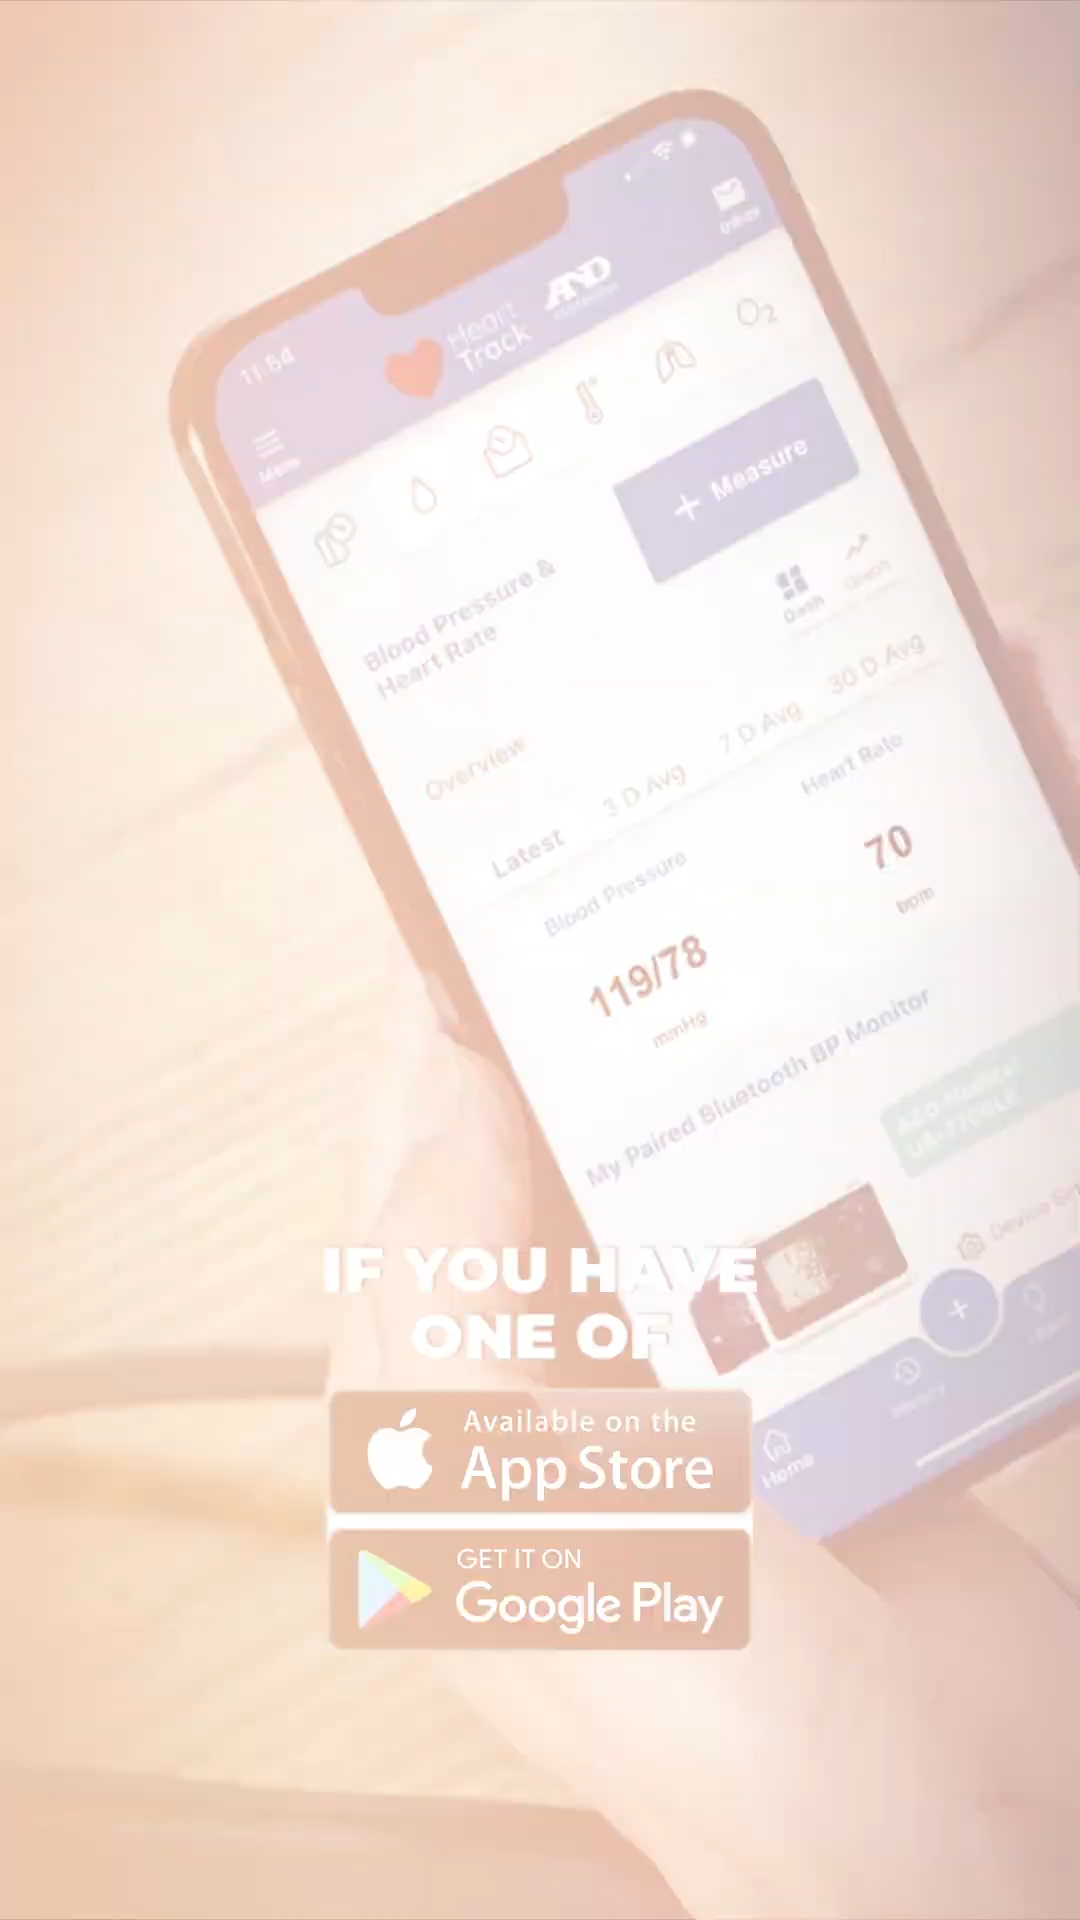 11:54
Inbox
Menu
Heart
Track
AND
O₂
+ Measure
Blood Pressure &
Heart Rate
Dash
Graph
Overview
Latest
3 D Avg
7 D Avg
30 D Avg
Blood Pressure
Heart Rate
119/78
70
mmHg
bpm
My Paired Bluetooth BP Monitor
A&D Medical
Home
History
IF YOU HAVE
ONE OF
Available on the
App Store
GET IT ON
Google Play